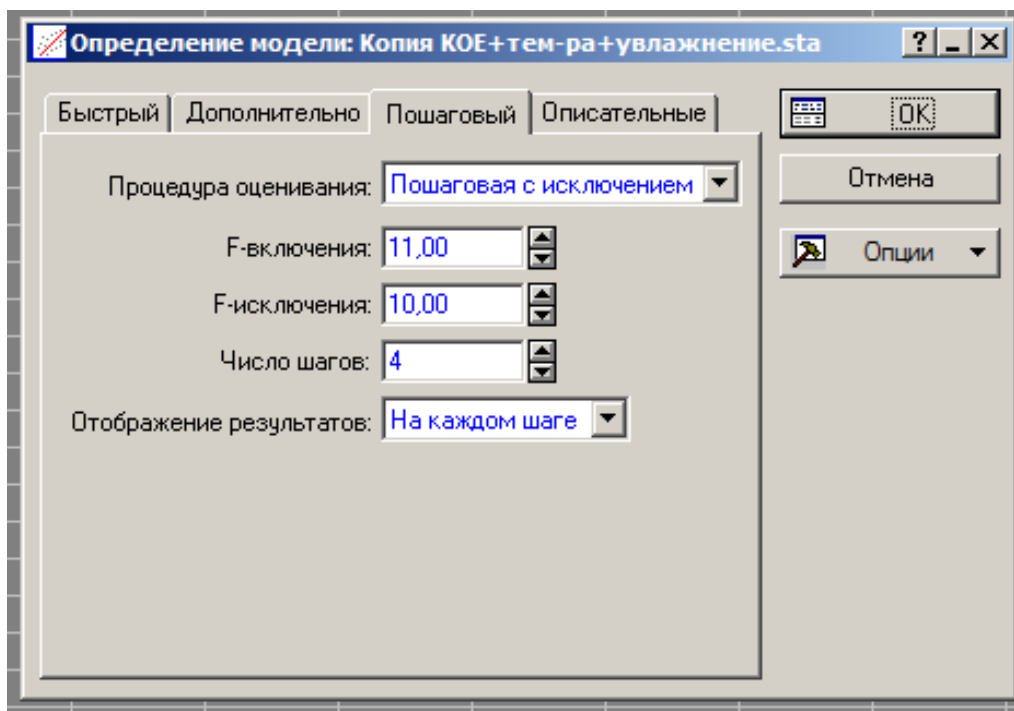 Определение модели: Копия КОЕ+тем-ра+увлажнение.sta
Быстрый Дополнительно Пошаговый Описательные
OK
Отмена
Опции
Процедура оценивания: Пошаговая с исключением
F-включения: 11,00
F-исключения: 10,00
Число шагов: 4
Отображение результатов: На каждом шаге